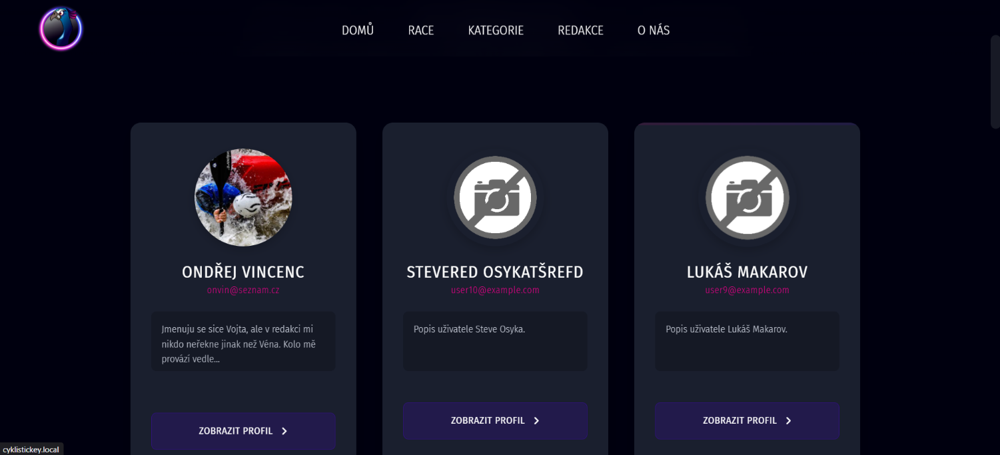 DOMŮ RACE KATEGORIE REDAKCE O NÁS
ONDŘEJ VINCENC
onvin@seznam.cz
Jmenuju se sice Vojta, ale v redakci mi
nikdo neřekne jinak než Véna. Kolo mě
provází vedle...
ZOBRAZIT PROFIL
STEVERED OSYKATŠREFD
user10@example.com
Popis uživatele Steve Osyka.
ZOBRAZIT PROFIL
LUKÁŠ MAKAROV
user9@example.com
Popis uživatele Lukáš Makarov.
ZOBRAZIT PROFIL
cyklistickey.local